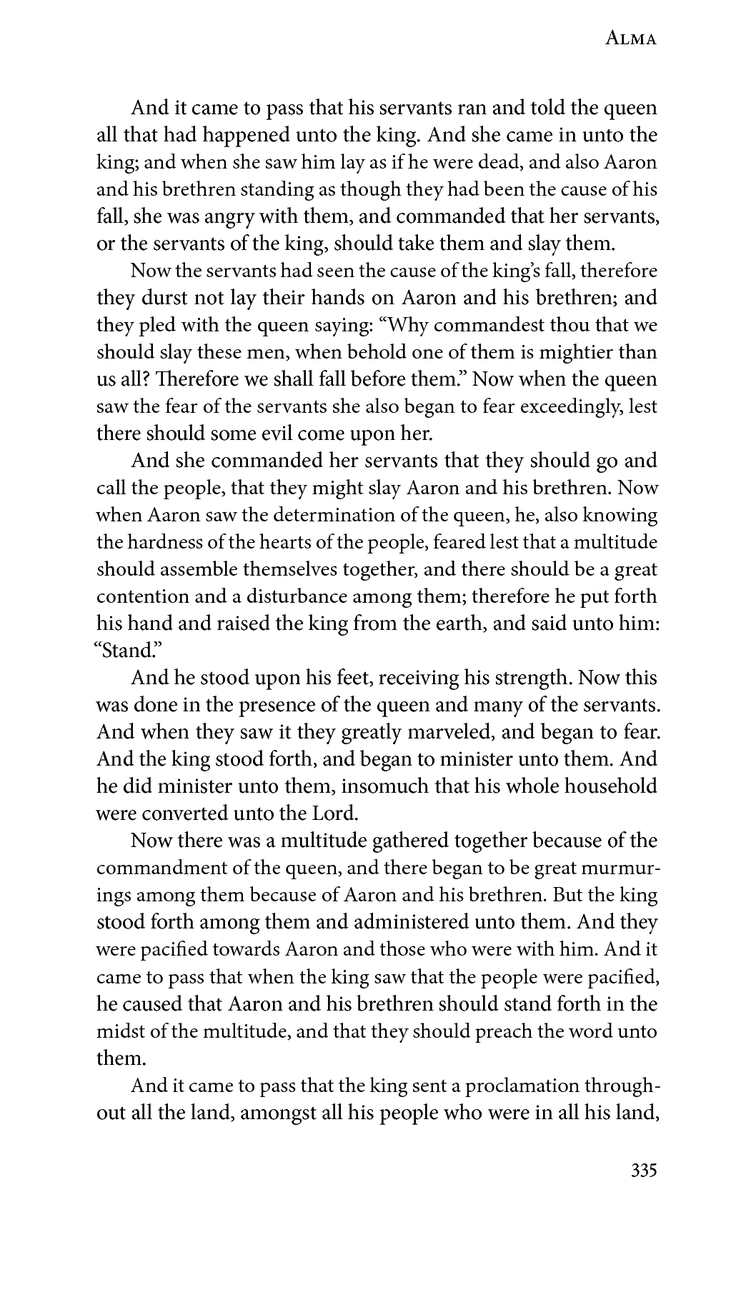 Alma
And it came to pass that his servants ran and told the queen
all that had happened unto the king. And she came in unto the
king; and when she saw him lay as if he were dead, and also Aaron
and his brethren standing as though they had been the cause of his
fall, she was angry with them, and commanded that her servants,
or the servants of the king, should take them and slay them.
Now the servants had seen the cause of the king’s fall, therefore
they durst not lay their hands on Aaron and his brethren; and
they pled with the queen saying: “Why commandest thou that we
should slay these men, when behold one of them is mightier than
us all? Therefore we shall fall before them.” Now when the queen
saw the fear of the servants she also began to fear exceedingly, lest
there should some evil come upon her.
And she commanded her servants that they should go and
call the people, that they might slay Aaron and his brethren. Now
when Aaron saw the determination of the queen, he, also knowing
the hardness of the hearts of the people, feared lest that a multitude
should assemble themselves together, and there should be a great
contention and a disturbance among them; therefore he put forth
his hand and raised the king from the earth, and said unto him:
“Stand.”
And he stood upon his feet, receiving his strength. Now this
was done in the presence of the queen and many of the servants.
And when they saw it they greatly marveled, and began to fear.
And the king stood forth, and began to minister unto them. And
he did minister unto them, insomuch that his whole household
were converted unto the Lord.
Now there was a multitude gathered together because of the
commandment of the queen, and there began to be great murmur-
ings among them because of Aaron and his brethren. But the king
stood forth among them and administered unto them. And they
were pacified towards Aaron and those who were with him. And it
came to pass that when the king saw that the people were pacified,
he caused that Aaron and his brethren should stand forth in the
midst of the multitude, and that they should preach the word unto
them.
And it came to pass that the king sent a proclamation through-
out all the land, amongst all his people who were in all his land,
335